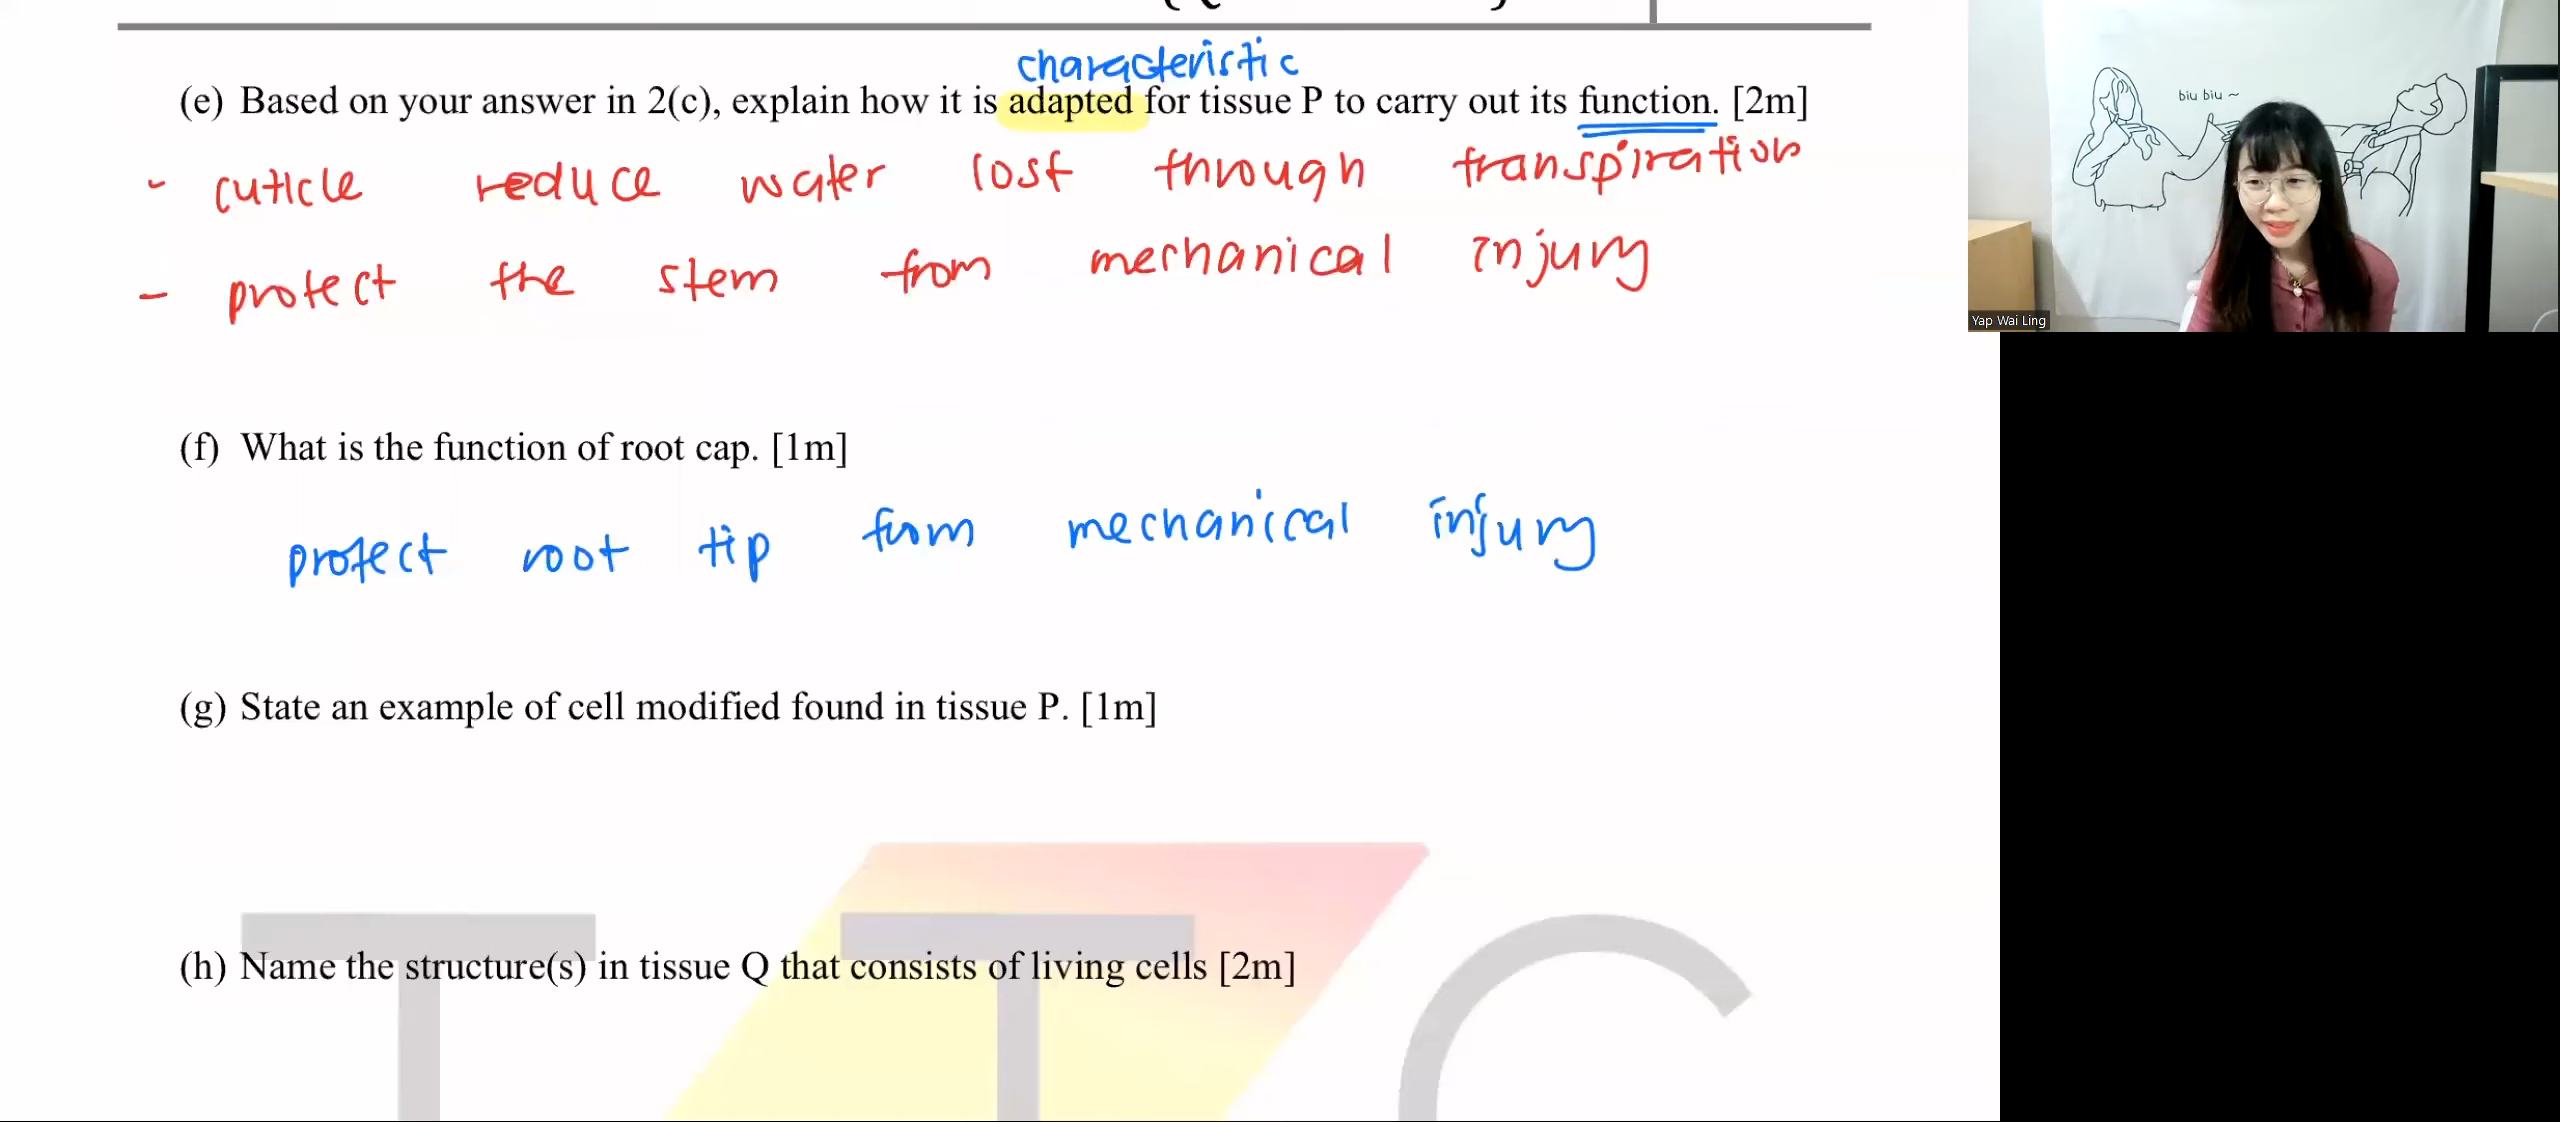 characteristic
(e) Based on your answer in 2(c), explain how it is adapted for tissue P to carry out its function. [2m]
- cuticle reduce water lost through transpiration
- protect the stem from mechanical injury
(f) What is the function of root cap. [1m]
protect root tip from mechanical injury
(g) State an example of cell modified found in tissue P. [1m]
(h) Name the structure(s) in tissue Q that consists of living cells [2m]
TTC
biu biu ~
Yap Wai Ling